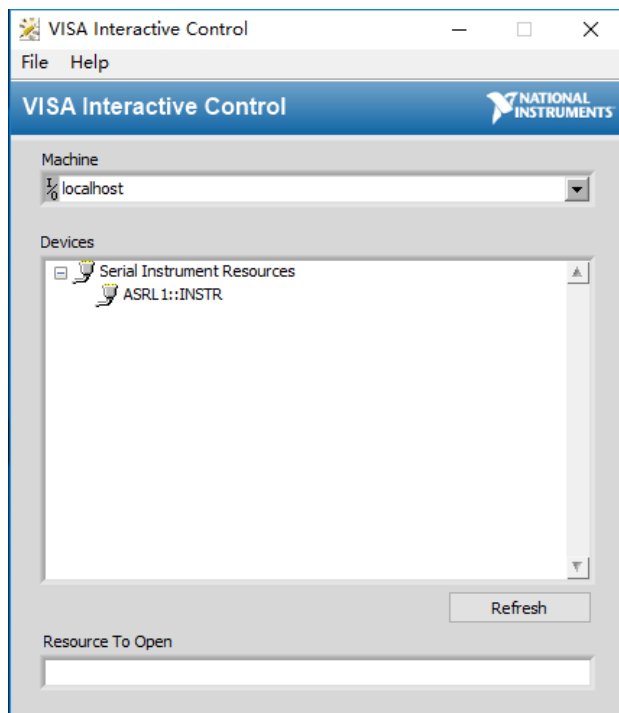 VISA Interactive Control
File Help
VISA Interactive Control
NATIONAL
INSTRUMENTS
Machine
I/O localhost
Devices
Serial Instrument Resources
ASRL1::INSTR
Refresh
Resource To Open